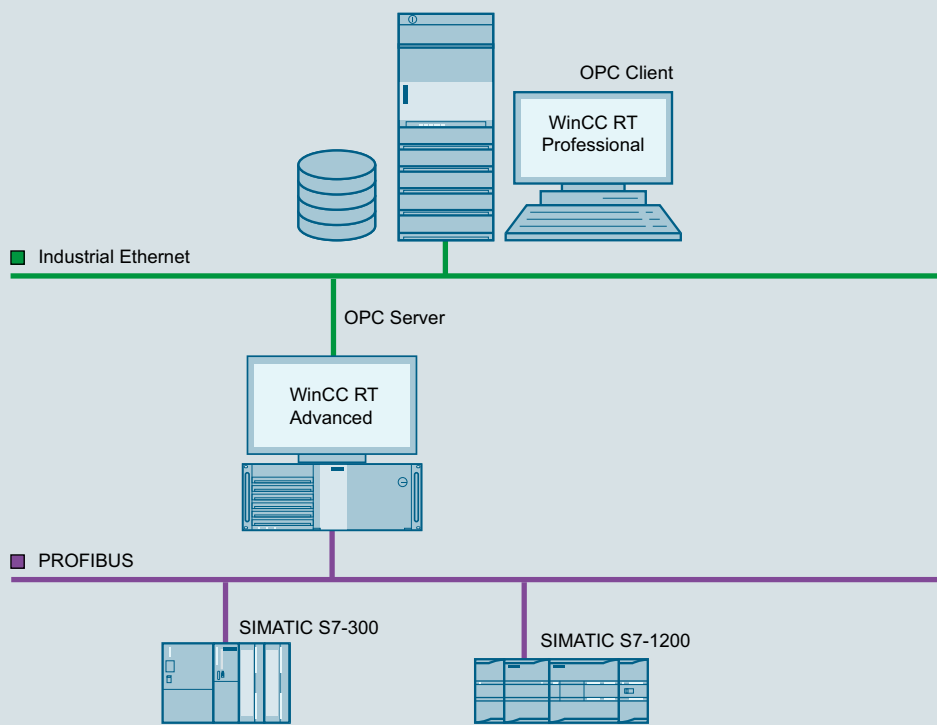 OPC Client
WinCC RT
Professional
Industrial Ethernet
OPC Server
WinCC RT
Advanced
PROFIBUS
SIMATIC S7-300
SIMATIC S7-1200